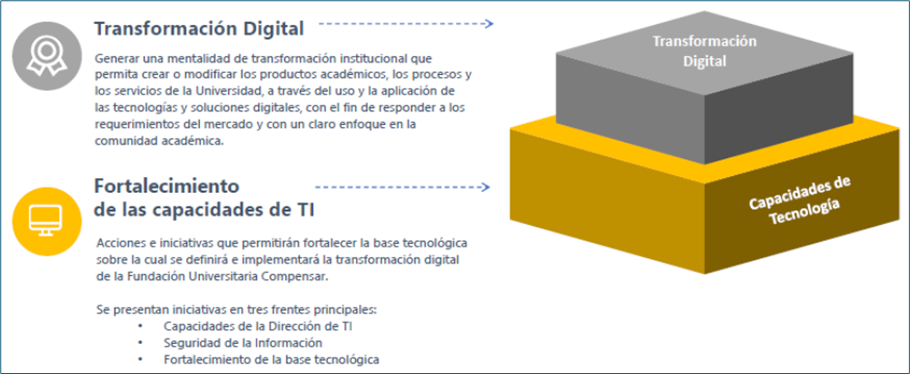 Transformación Digital
Generar una mentalidad de transformación institucional que
permita crear o modificar los productos académicos, los procesos y
los servicios de la Universidad, a través del uso y la aplicación de
las tecnologías y soluciones digitales, con el fin de responder a los
requerimientos del mercado y con un claro enfoque en la
comunidad académica.
Fortalecimiento
de las capacidades de TI
Acciones e iniciativas que permitirán fortalecer la base tecnológica
sobre la cual se definirá e implementará la transformación digital
de la Fundación Universitaria Compensar.
Se presentan iniciativas en tres frentes principales:
• Capacidades de la Dirección de TI
• Seguridad de la Información
• Fortalecimiento de la base tecnológica
Transformación
Digital
Capacidades de
Tecnología